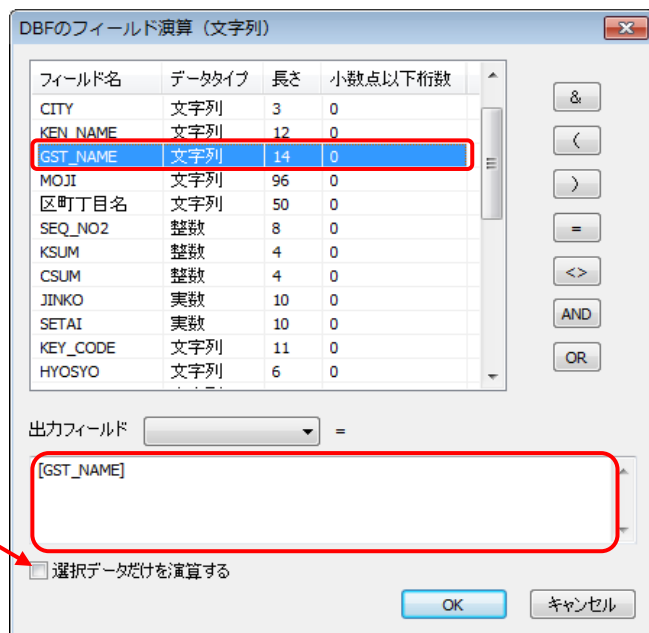 DBFのフィールド演算（文字列）
フィールド名 データタイプ 長さ 小数点以下桁数
CITY 文字列 3 0
KEN_NAME 文字列 12 0
GST_NAME 文字列 14 0
MOJI 文字列 96 0
区町丁目名 文字列 50 0
SEQ_NO2 整数 8 0
KSUM 整数 4 0
CSUM 整数 4 0
JINKO 実数 10 0
SETAI 実数 10 0
KEY_CODE 文字列 11 0
HYOSYO 文字列 6 0
&
(
)
=
<>
AND
OR
出力フィールド =
[GST_NAME]
選択データだけを演算する
OK キャンセル